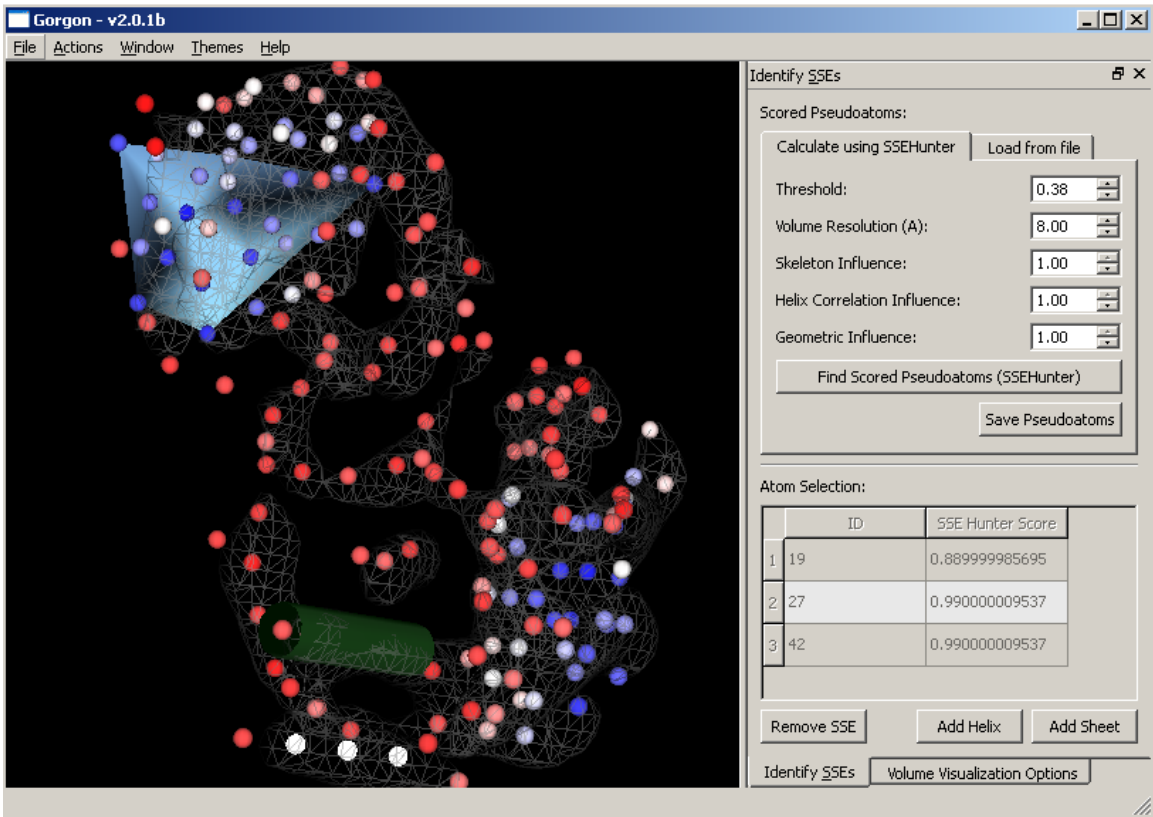 Gorgon - v2.0.1b
File Actions Window Themes Help
Identify SSEs
Scored Pseudoatoms:
Calculate using SSEHunter Load from file
Threshold: 0.38
Volume Resolution (A): 8.00
Skeleton Influence: 1.00
Helix Correlation Influence: 1.00
Geometric Influence: 1.00
Find Scored Pseudoatoms (SSEHunter)
Save Pseudoatoms
Atom Selection:
ID SSE Hunter Score
1 19 0.889999985695
2 27 0.990000009537
3 42 0.990000009537
Remove SSE Add Helix Add Sheet
Identify SSEs Volume Visualization Options